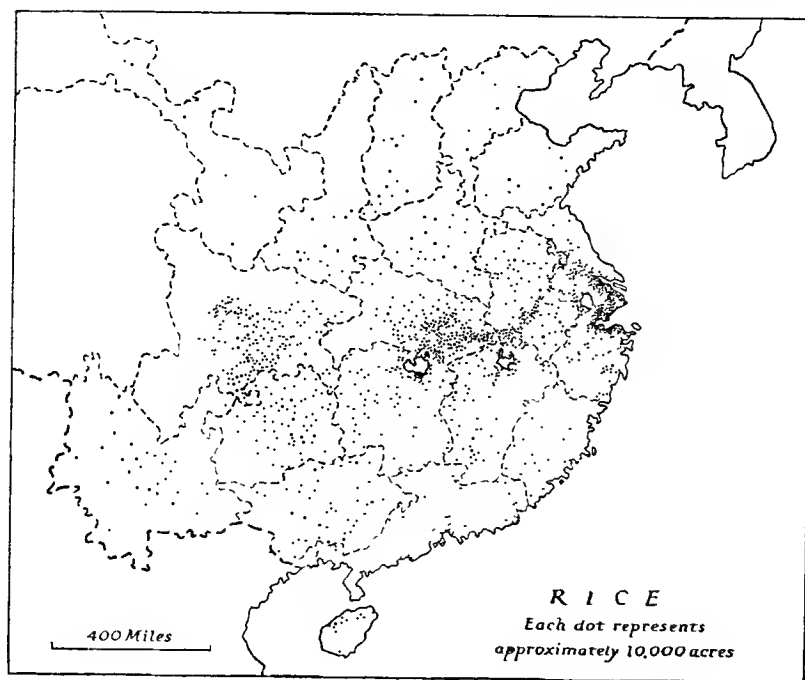 R I C E
Each dot represents
approximately 10,000 acres
400 Miles